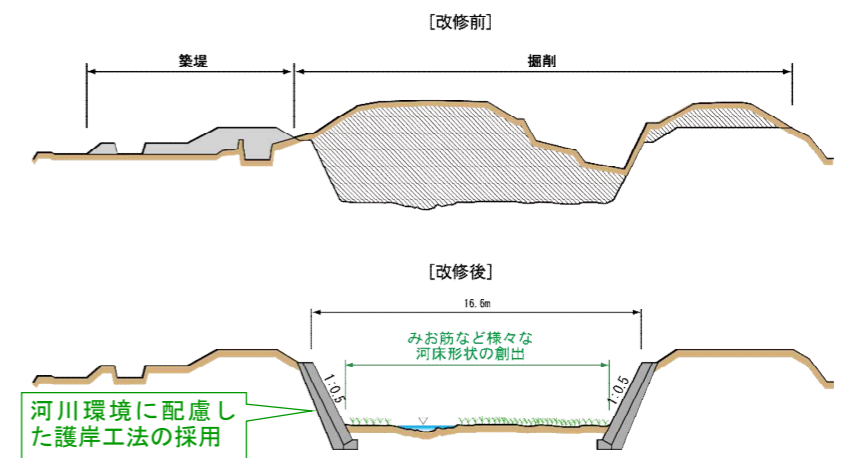 [改修前]
築堤
掘削
[改修後]
16.6m
みお筋など様々な
河床形状の創出
1:0.5
1:0.5
河川環境に配慮し
た護岸工法の採用